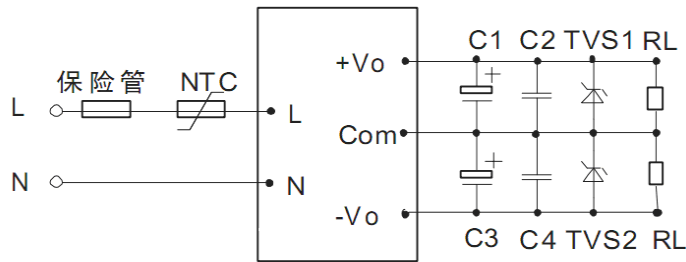 C1 C2 TVS1 RL
+Vo
保险管 NTC
L L
Com
N N
-Vo
C3 C4 TVS2 RL